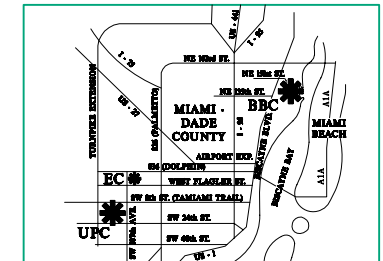 US - 441
I - 95
NE 163rd ST.
I - 75
NE 151st ST.
NE 135th ST.
BBC
US - 27
TURNPIKE EXTENSION
826 (PALMETTO)
MIAMI -
DADE
COUNTY
I - 95
BISCAYNE BLVD.
A1A
MIAMI
BEACH
AIRPORT EXP.
836 (DOLPHIN)
BISCAYNE BAY
A1A
EC
WEST FLAGLER ST.
SW 8th ST. (TAMIAMI TRAIL)
UPC
SW 107th AVE.
SW 24th ST.
SW 40th ST.
US - 1